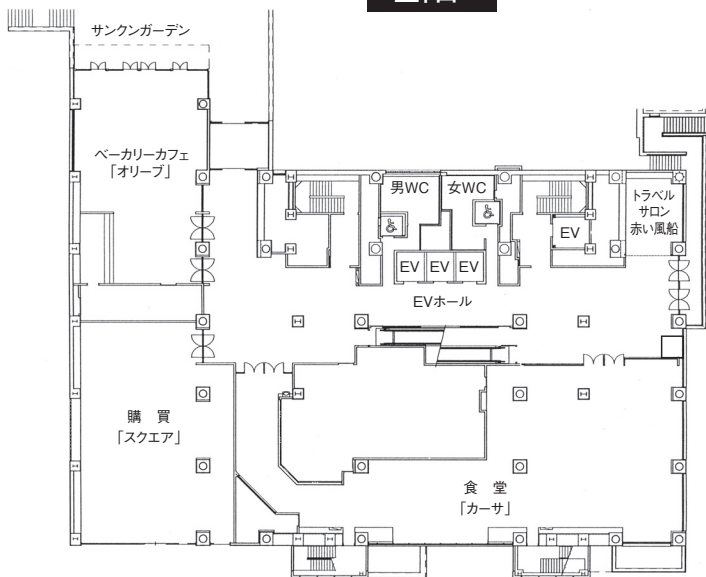 サンクンガーデン
ベーカリーカフェ
「オリーブ」
男WC
女WC
トラベル
サロン
赤い風船
EV
EV
EV
EV
EVホール
購 買
「スクエア」
食 堂
「カーサ」